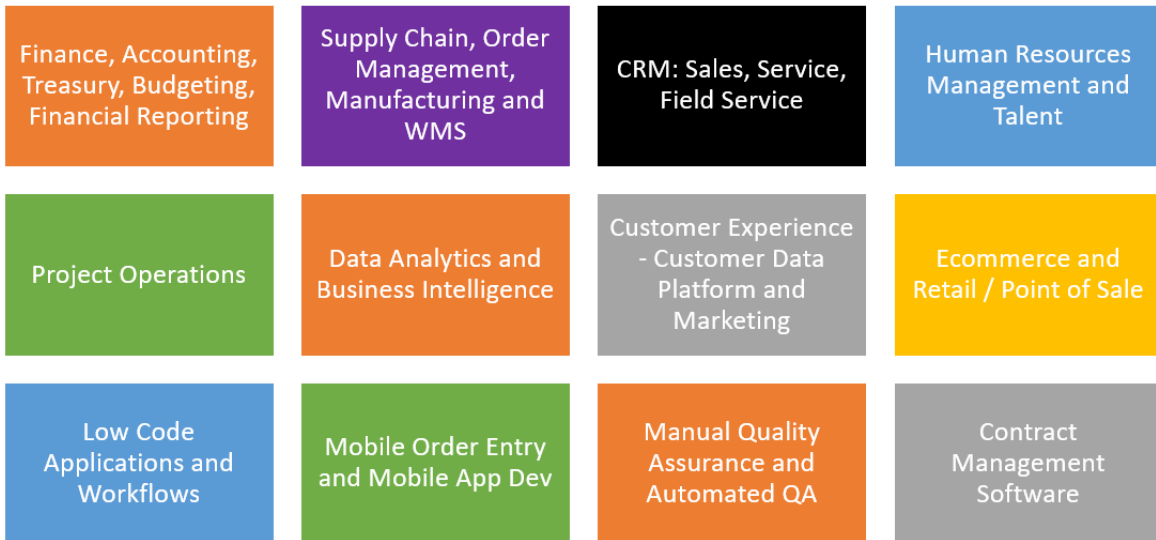 Finance, Accounting,
Treasury, Budgeting,
Financial Reporting
Supply Chain, Order
Management,
Manufacturing and
WMS
CRM: Sales, Service,
Field Service
Human Resources
Management and
Talent
Project Operations
Data Analytics and
Business Intelligence
Customer Experience
- Customer Data
Platform and
Marketing
Ecommerce and
Retail / Point of Sale
Low Code
Applications and
Workflows
Mobile Order Entry
and Mobile App Dev
Manual Quality
Assurance and
Automated QA
Contract
Management
Software